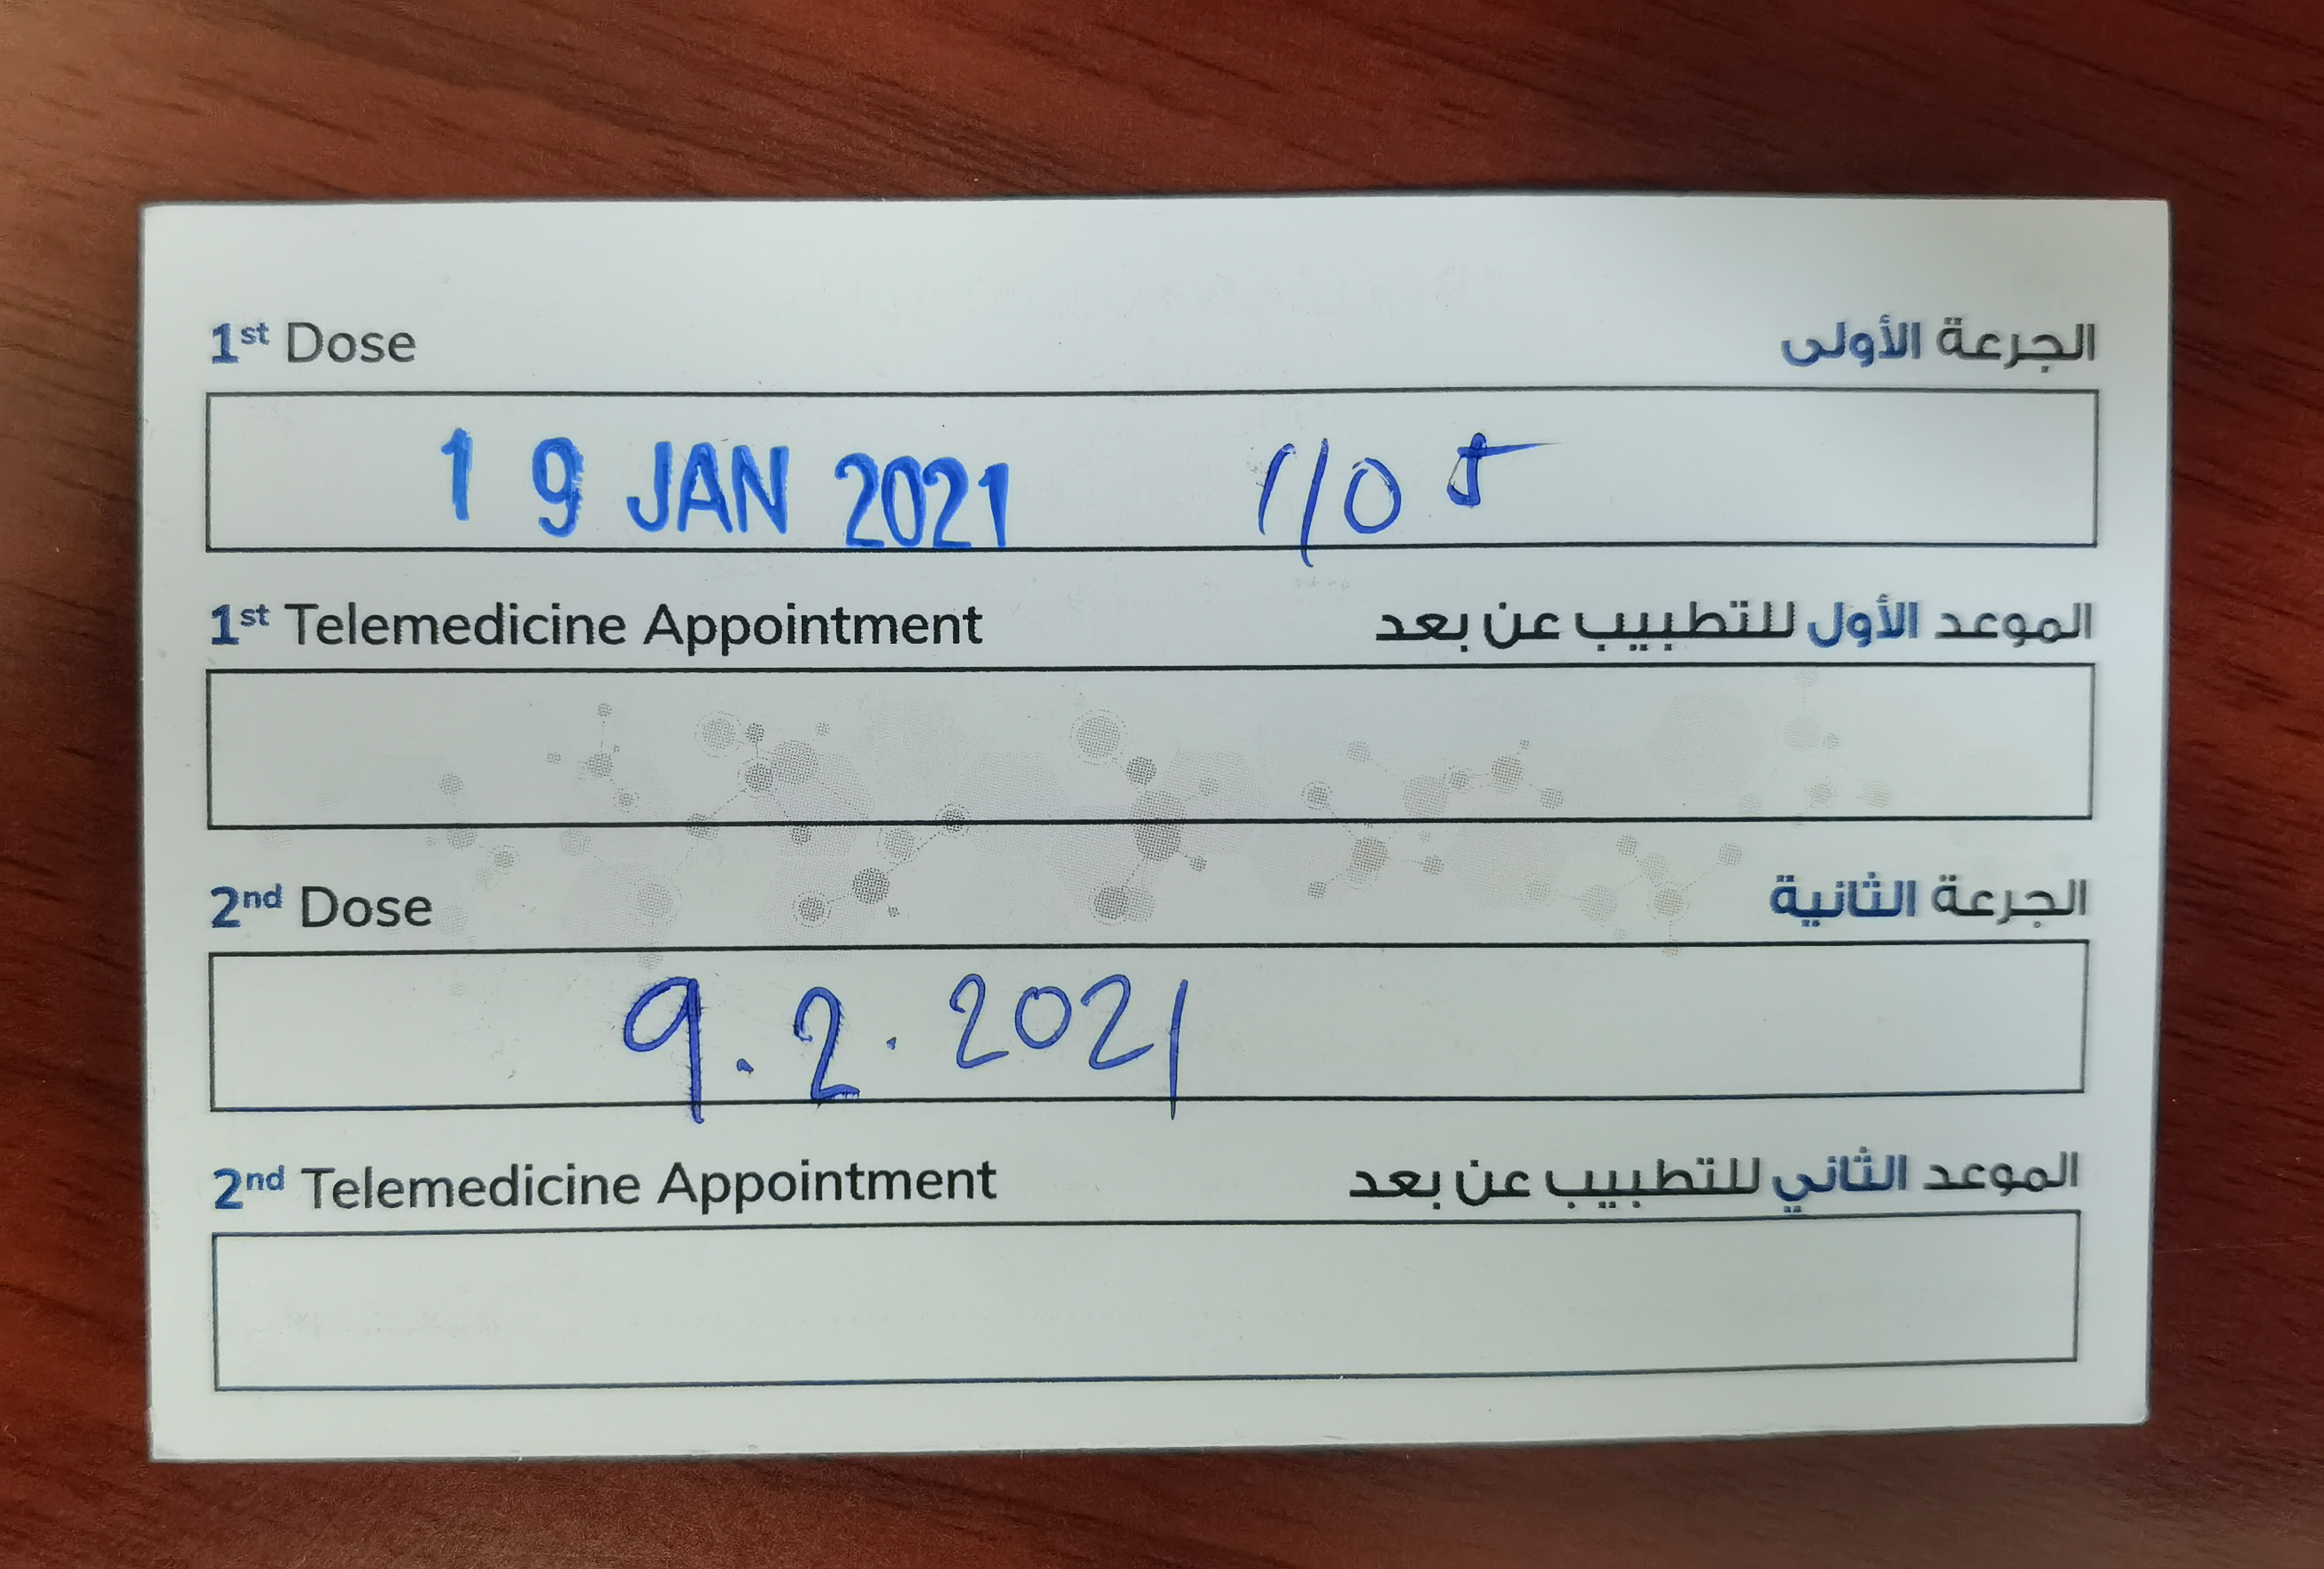 1st Dose الجرعة الأولى
19 JAN 2021 1105
1st Telemedicine Appointment الموعد الأول للتطبيب عن بعد
2nd Dose الجرعة الثانية
9.2.2021
2nd Telemedicine Appointment الموعد الثاني للتطبيب عن بعد